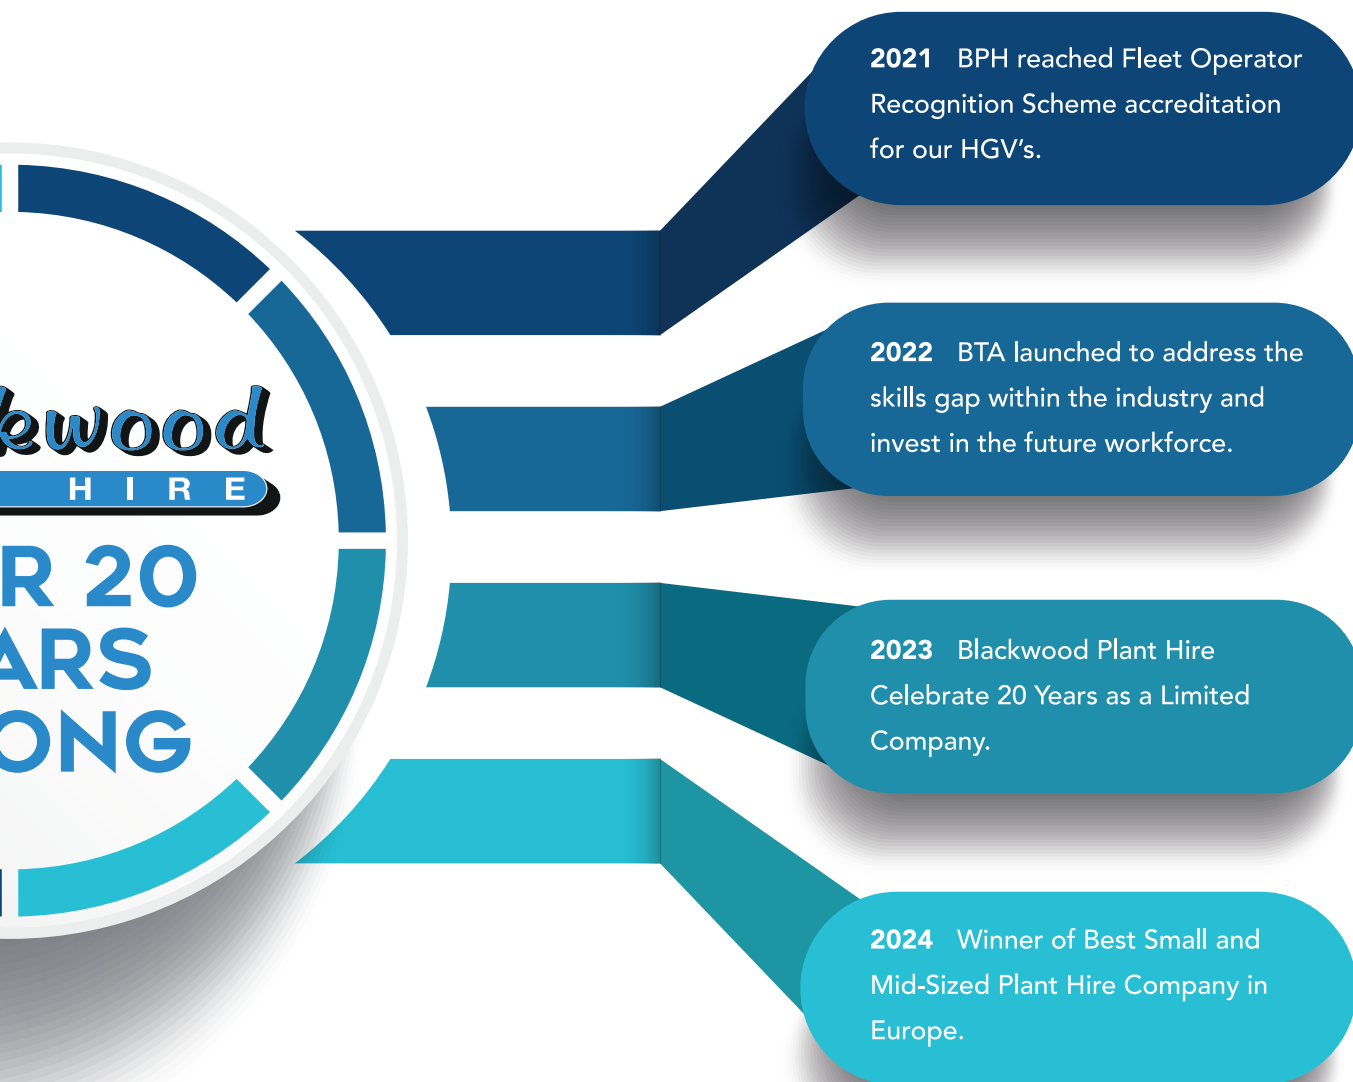 2021 BPH reached Fleet Operator
Recognition Scheme accreditation
for our HGV's.
kewood
HIRE
R 20
ARS
ONG
2022 BTA launched to address the
skills gap within the industry and
invest in the future workforce.
2023 Blackwood Plant Hire
Celebrate 20 Years as a Limited
Company.
2024 Winner of Best Small and
Mid-Sized Plant Hire Company in
Europe.